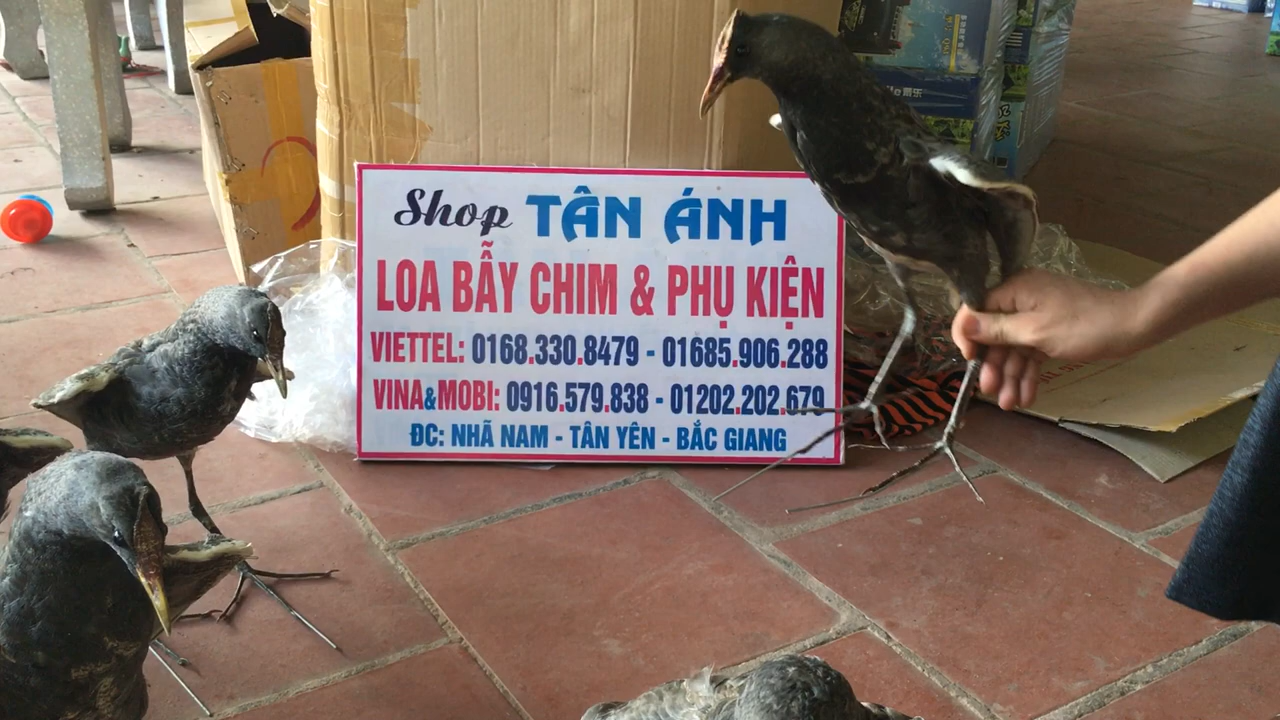 Shop TÂN ÁNH
LOA BẪY CHIM & PHỤ KIỆN
VIETTEL: 0168.330.8479 - 01685.906.288
VINA&MOBI: 0916.579.838 - 01202.202.679
ĐC: NHÃ NAM - TÂN YÊN - BẮC GIANG